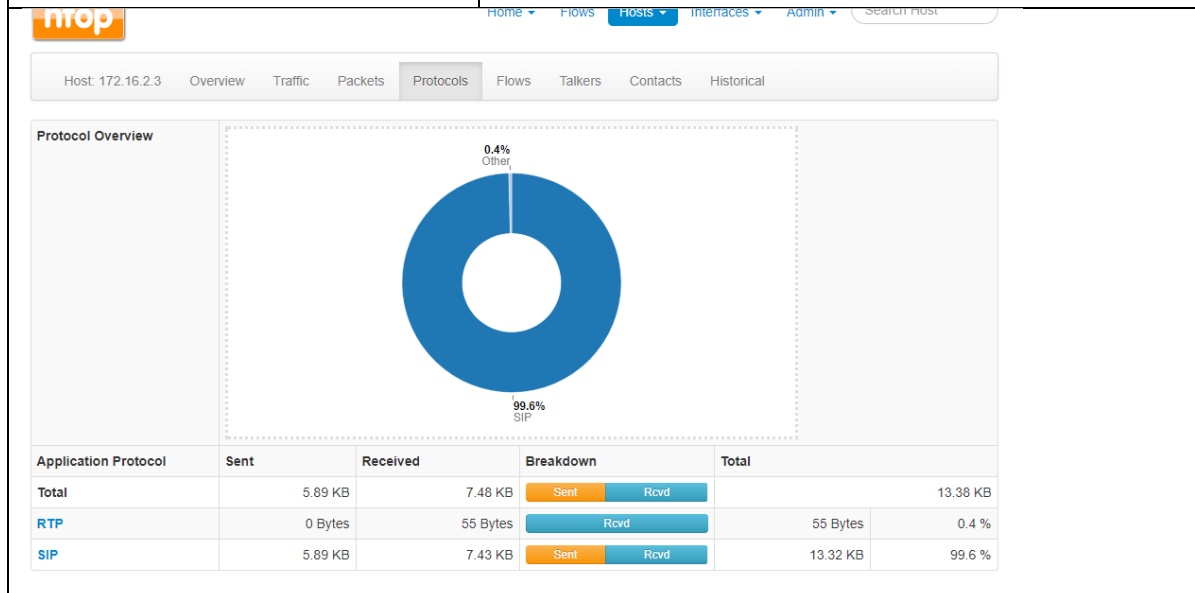 ntop
Home Flows Hosts Interfaces Admin Search Host
Host: 172.16.2.3 Overview Traffic Packets Protocols Flows Talkers Contacts Historical
Protocol Overview
0.4%
Other
99.6%
SIP
Application Protocol Sent Received Breakdown Total
Total 5.89 KB 7.48 KB Sent Rcvd 13.38 KB
RTP 0 Bytes 55 Bytes Rcvd 55 Bytes 0.4 %
SIP 5.89 KB 7.43 KB Sent Rcvd 13.32 KB 99.6 %